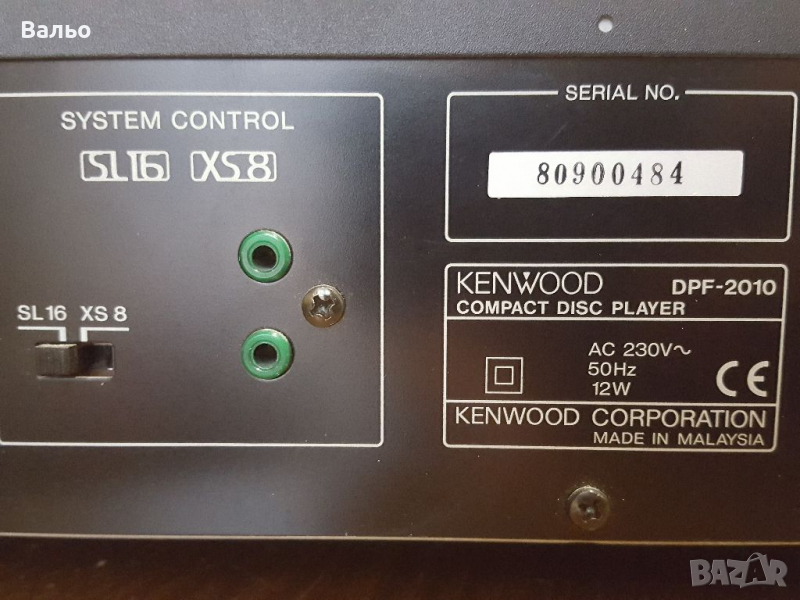 Вальо
SYSTEM CONTROL
SL16 XS8
SL16 XS8
SERIAL NO.
80900484
KENWOOD DPF-2010
COMPACT DISC PLAYER
AC 230V~
50Hz
12W
CE
KENWOOD CORPORATION
MADE IN MALAYSIA
BAZAR